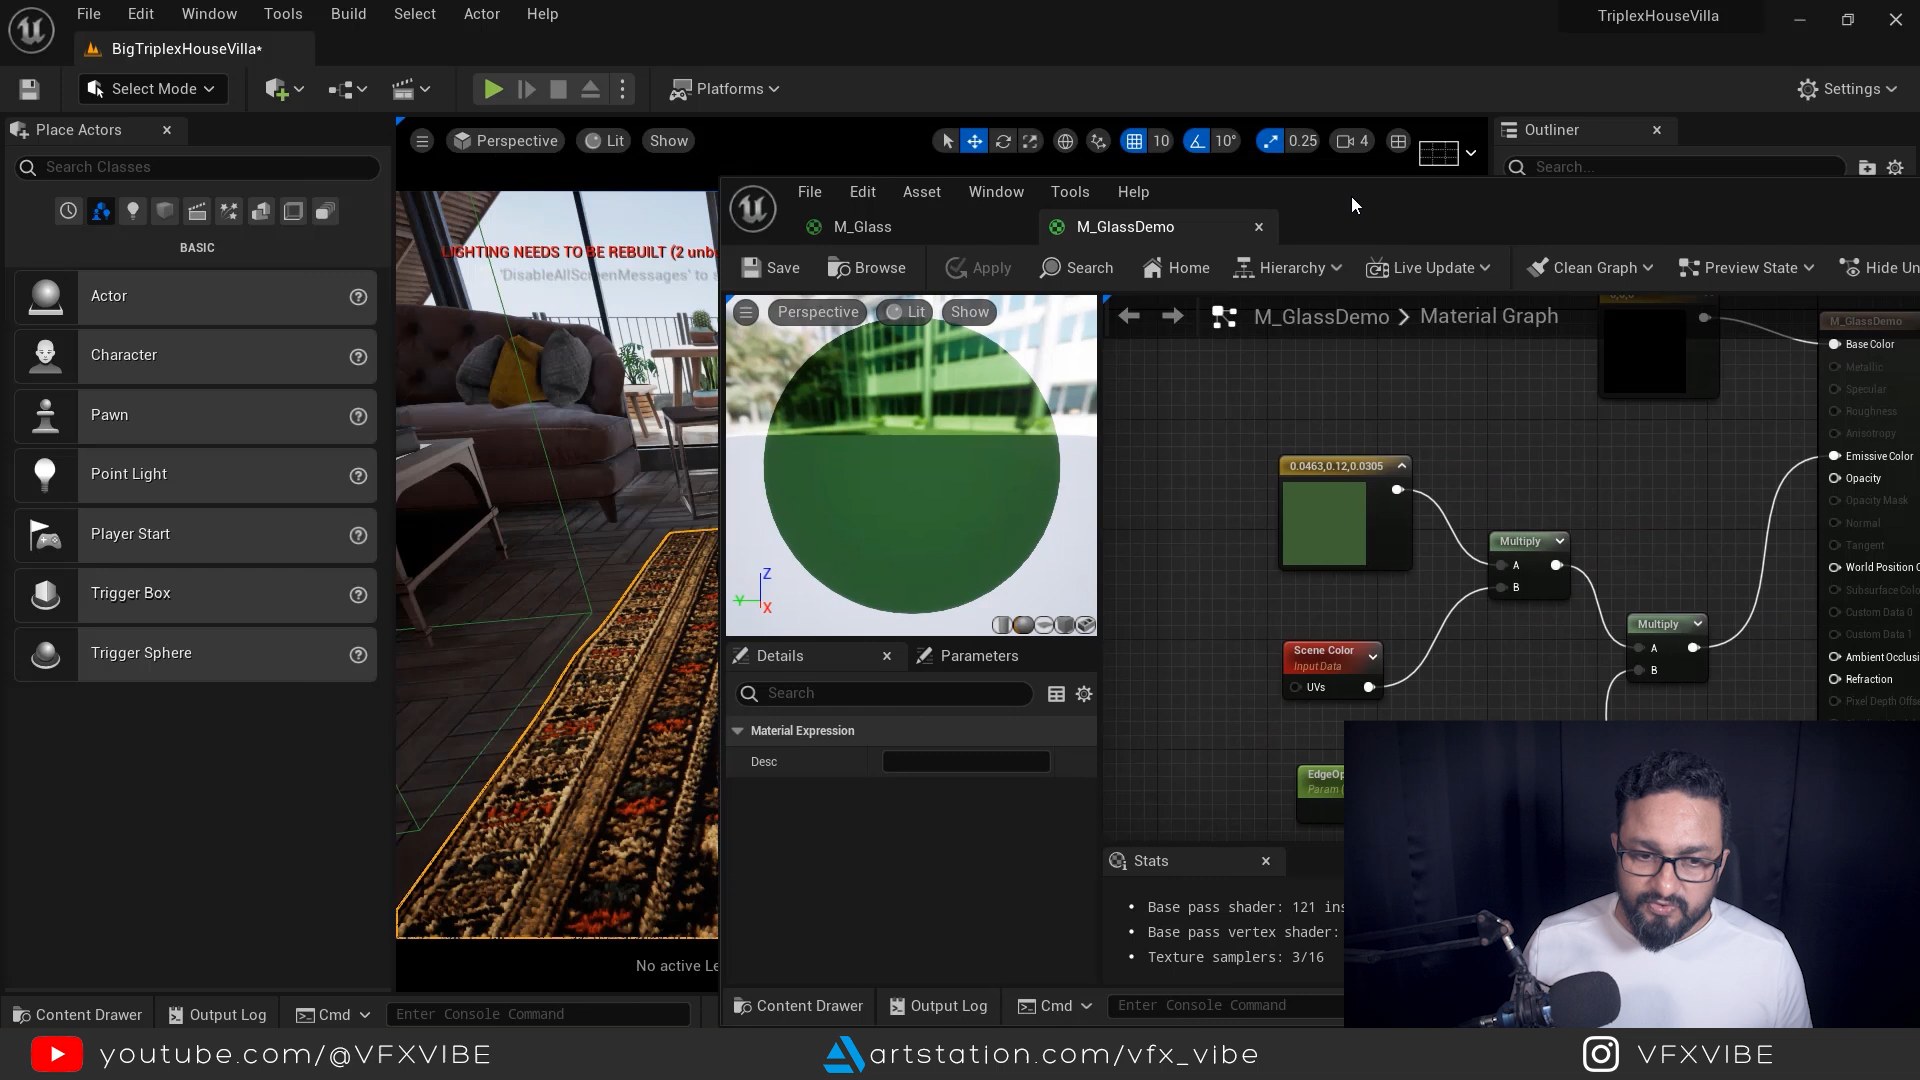 File Edit Window Tools Build Select Actor Help
TriplexHouseVilla
BigTriplexHouseVilla*
Select Mode
Platforms
Settings
Place Actors
Search Classes
BASIC
Actor
Character
Pawn
Point Light
Player Start
Trigger Box
Trigger Sphere
Perspective Lit Show
10 10° 0.25 4
Outliner
Search...
LIGHTING NEEDS TO BE REBUILT (2 unb
'DisableAllScreenMessages' to s
No active Le
File Edit Asset Window Tools Help
M_Glass
M_GlassDemo
Save Browse Apply Search Home Hierarchy Live Update Clean Graph Preview State Hide Un
Perspective Lit Show
Z
Y
X
M_GlassDemo > Material Graph
0.0463,0.12,0.0305
Multiply
A
B
Scene Color
Input Data
UVs
Multiply
A
B
EdgeOp
Param (
M_GlassDemo
Base Color
Metallic
Specular
Roughness
Anisotropy
Emissive Color
Opacity
Opacity Mask
Normal
Tangent
World Position O
Subsurface Colo
Custom Data 0
Custom Data 1
Ambient Occlusi
Refraction
Pixel Depth Offse
Details
Parameters
Search
Material Expression
Desc
Stats
• Base pass shader: 121 ins
• Base pass vertex shader:
• Texture samplers: 3/16
Content Drawer Output Log Cmd Enter Console Command
Content Drawer Output Log Cmd Enter Console Command
youtube.com/@VFXVIBE
artstation.com/vfx_vibe
VFXVIBE